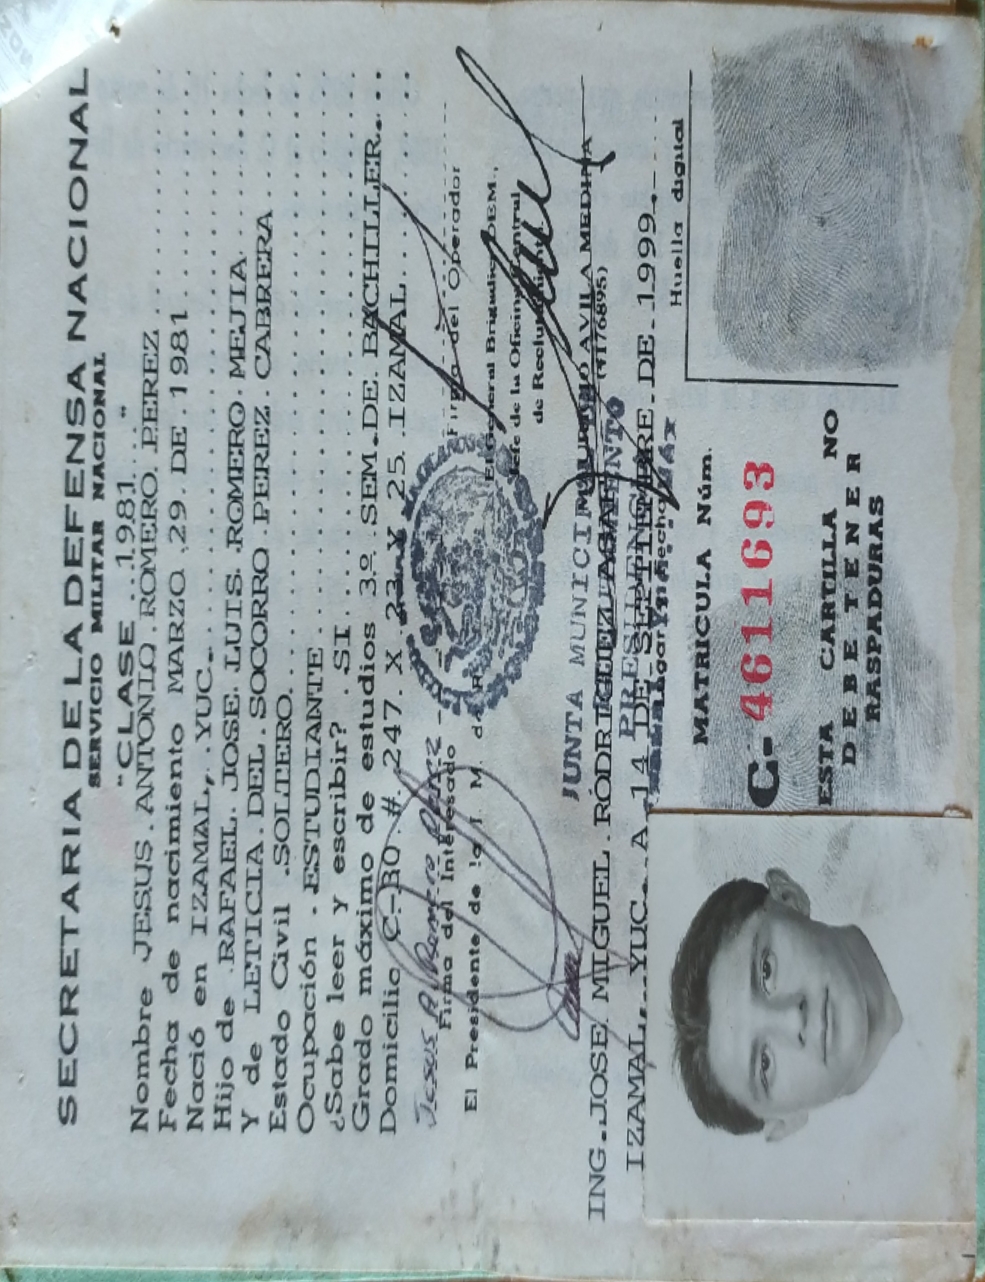 SECRETARIA DE LA DEFENSA NACIONAL
SERVICIO MILITAR NACIONAL
"CLASE ...1981...."
Nombre JESUS ANTONIO ROMERO PEREZ
Fecha de nacimiento MARZO 29 DE 1981
Nació en IZAMAL, YUC.
Hijo de RAFAEL JOSE LUIS ROMERO MEJIA
Y de LETICIA DEL SOCORRO PEREZ CABRERA
Estado Civil SOLTERO
Ocupación ESTUDIANTE
¿Sabe leer y escribir? SI
Grado máximo de estudios 3º SEM. DE BACHILLER.
Domicilio C-30 # 247 X 23 Y 25 IZAMAL
Jesus A Romero Perez
Firma del Interesado
Firma del Operador
El Presidente de la J. M. de R.
El General Brigadier DEM.,
Jefe de la Oficina Central
de Reclutamiento.
JUNTA MUNICIPAL DE
MAURICIO AVILA MEDINA
ING. JOSE MIGUEL RODRIGUEZ ASAF
(4176895)
RECLUTAMIENTO
PRESIDENCIA
IZAMAL, YUC. A 14 DE SEPTIEMBRE DE 1999.
Lugar y Fecha
Huella digital
MATRICULA Núm.
C- 4611693
ESTA CARTILLA NO
DEBE TENER
RASPADURAS